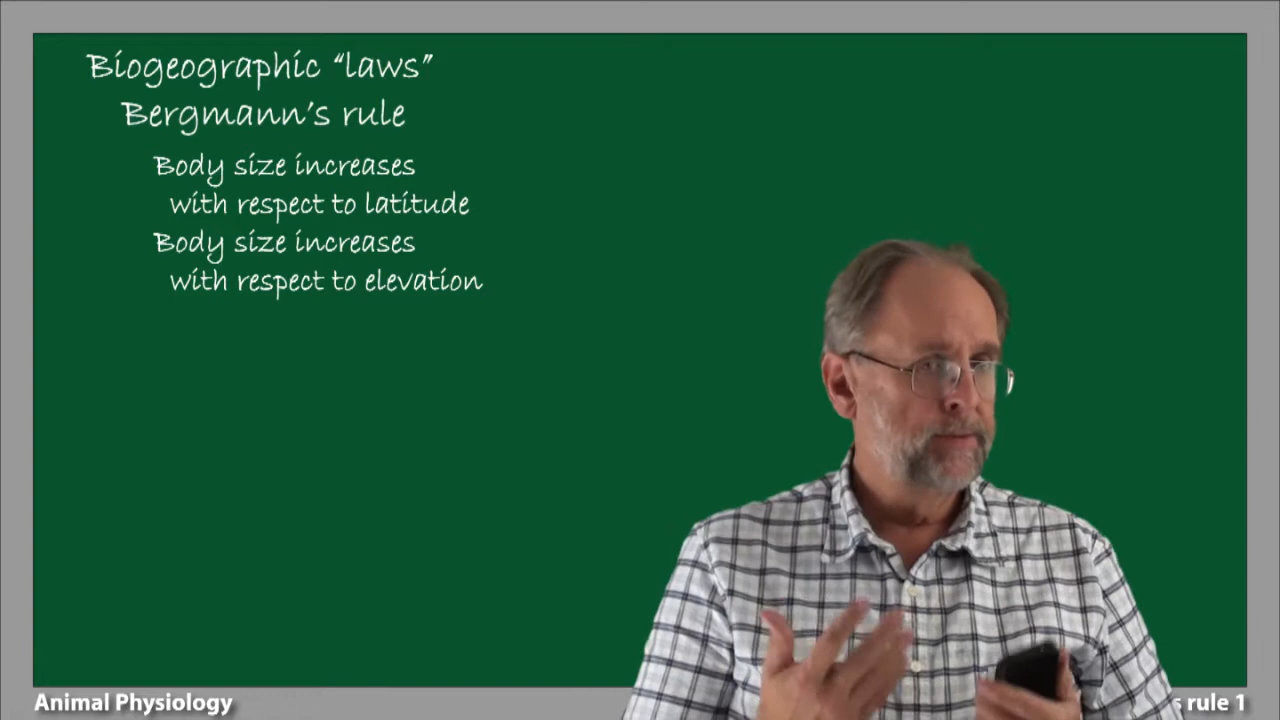 Biogeographic “laws”
Bergmann’s rule
Body size increases
with respect to latitude
Body size increases
with respect to elevation
Animal Physiology
rule 1